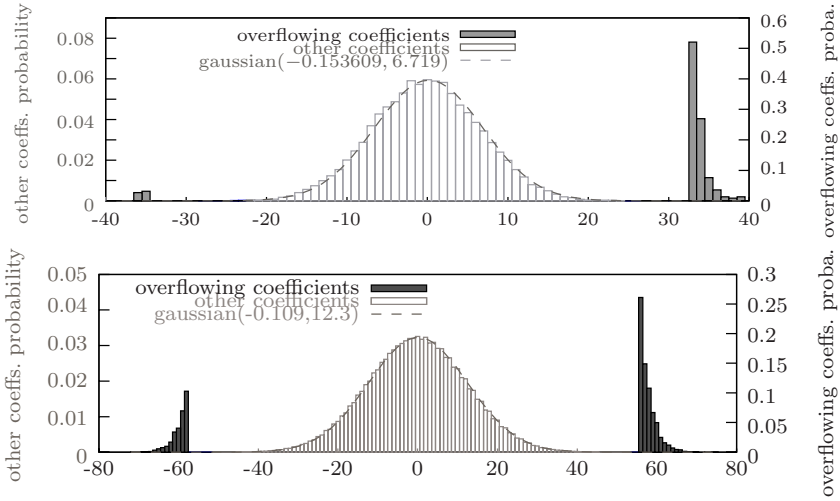 other coeffs. probability
0.08
0.06
0.04
0.02
0
overflowing coefficients
other coefficients
gaussian(−0.153609, 6.719)
0.6
0.5
0.4
0.3
0.2
0.1
0
overflowing coeffs. proba.
-40 -30 -20 -10 0 10 20 30 40
other coeffs. probability
0.05
0.04
0.03
0.02
0.01
0
overflowing coefficients
other coefficients
gaussian(-0.109,12.3)
0.3
0.25
0.2
0.15
0.1
0.05
0
overflowing coeffs. proba.
-80 -60 -40 -20 0 20 40 60 80